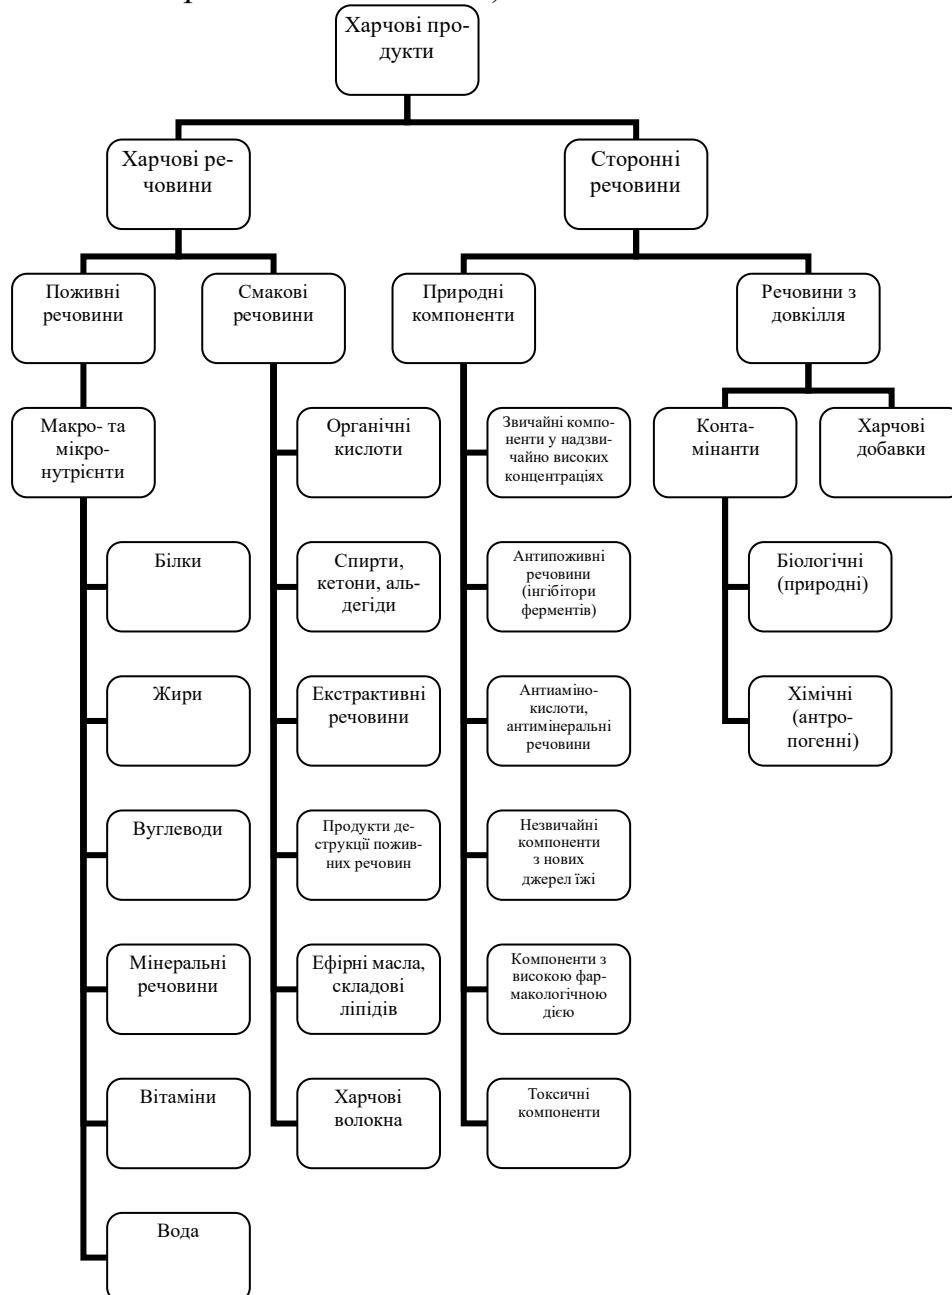 Харчові про-
дукти
Харчові ре-
човини
Сторонні
речовини
Поживні
речовини
Смакові
речовини
Природні
компоненти
Речовини з
довкілля
Макро- та
мікро-
нутрієнти
Органічні
кислоти
Звичайні компо-
ненти у надзви-
чайно високих
концентраціях
Конта-
мінанти
Харчові
добавки
Білки
Спирти,
кетони, аль-
дегіди
Антипоживні
речовини
(інгібітори
ферментів)
Біологічні
(природні)
Жири
Екстрактивні
речовини
Антиаміно-
кислоти,
антимінеральні
речовини
Хімічні
(антро-
погенні)
Вуглеводи
Продукти де-
струкції пожив-
них речовин
Незвичайні
компоненти
з нових
джерел їжі
Мінеральні
речовини
Ефірні масла,
складові
ліпідів
Компоненти з
високою фар-
макологічною
дією
Вітаміни
Харчові
волокна
Токсичні
компоненти
Вода